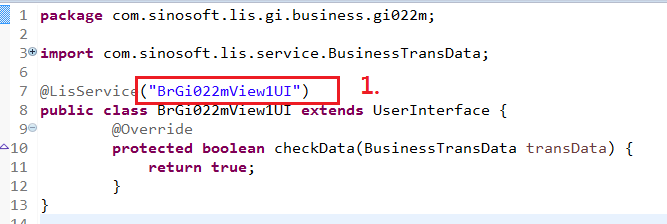 1 package com.sinosoft.lis.gi.business.gi022m;
2
3 import com.sinosoft.lis.service.BusinessTransData;
6
7 @LisService("BrGi022mView1UI") 1.
8 public class BrGi022mView1UI extends UserInterface {
9 @Override
10 protected boolean checkData(BusinessTransData transData) {
11 return true;
12 }
13 }
14